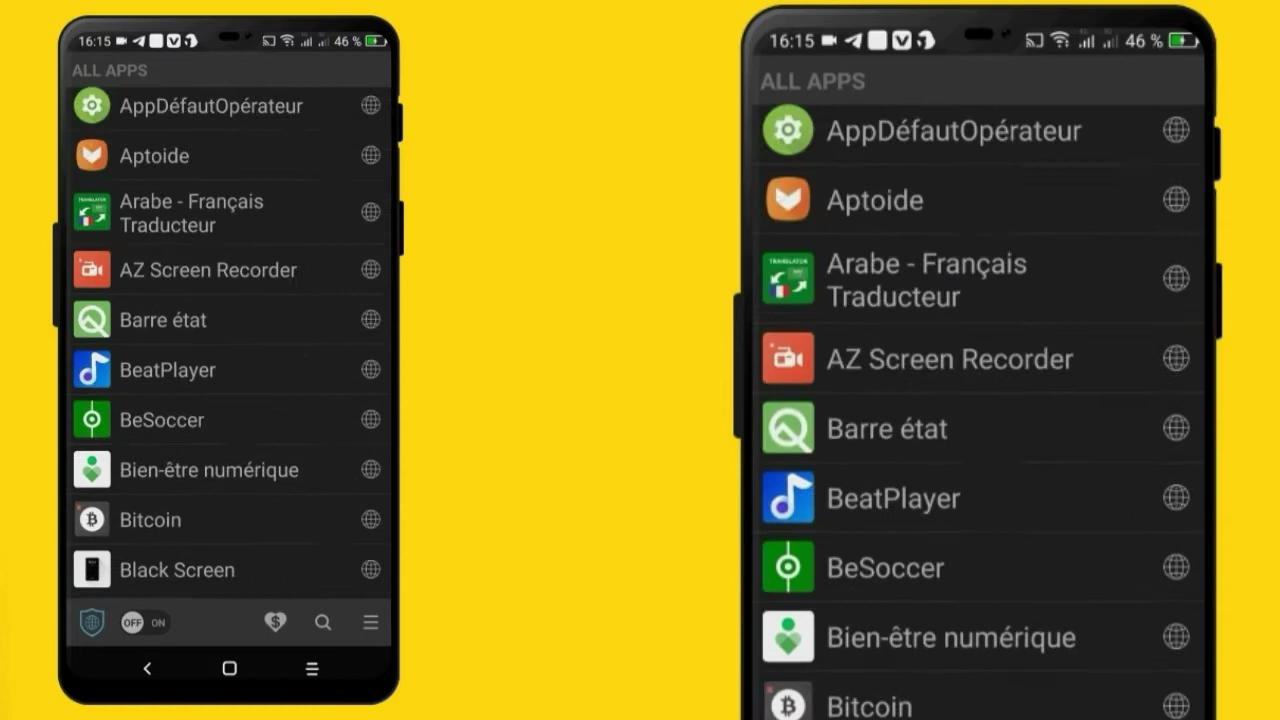 16:15
46 %
ALL APPS
AppDéfautOpérateur
Aptoide
Arabe - Français
Traducteur
AZ Screen Recorder
Barre état
BeatPlayer
BeSoccer
Bien-être numérique
Bitcoin
Black Screen
OFF ON
16:15
46 %
ALL APPS
AppDéfautOpérateur
Aptoide
TRANSLATOR
Arabe - Français
Traducteur
AZ Screen Recorder
Barre état
BeatPlayer
BeSoccer
Bien-être numérique
Bitcoin